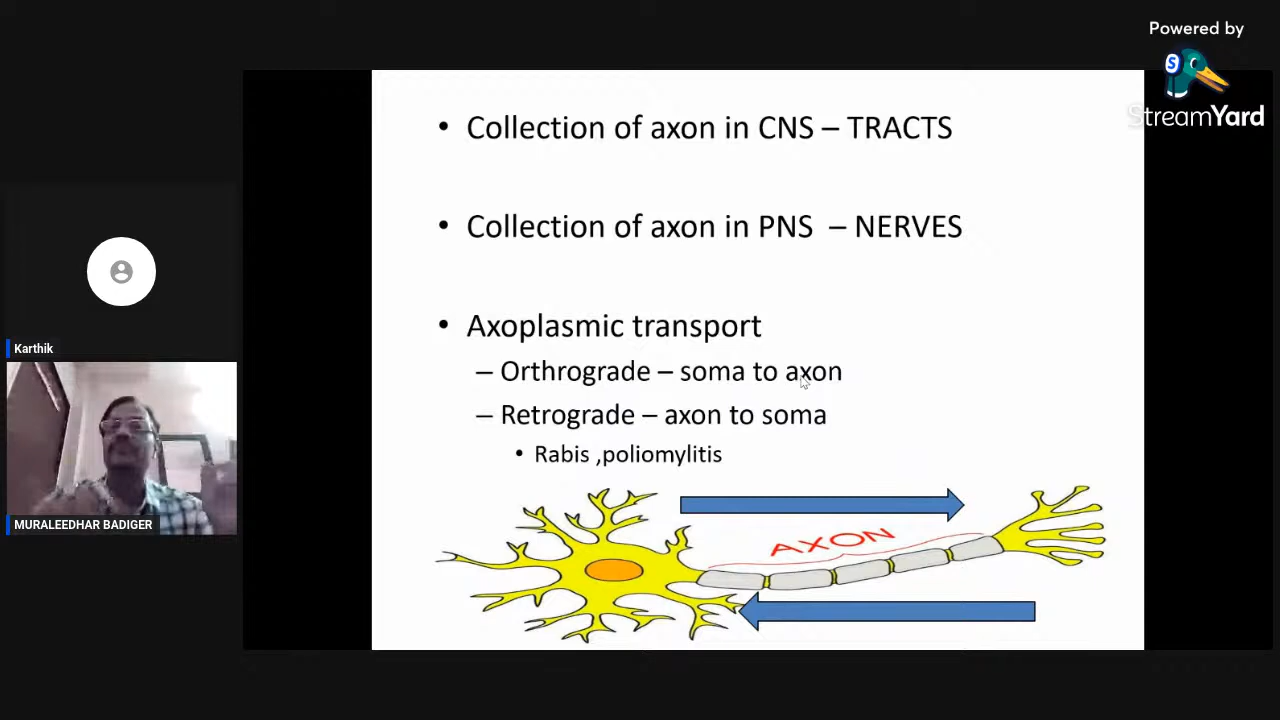 Powered by
StreamYard
• Collection of axon in CNS – TRACTS
• Collection of axon in PNS – NERVES
• Axoplasmic transport
– Orthrograde – soma to axon
– Retrograde – axon to soma
• Rabis ,poliomylitis
AXON
Karthik
MURALEEDHAR BADIGER